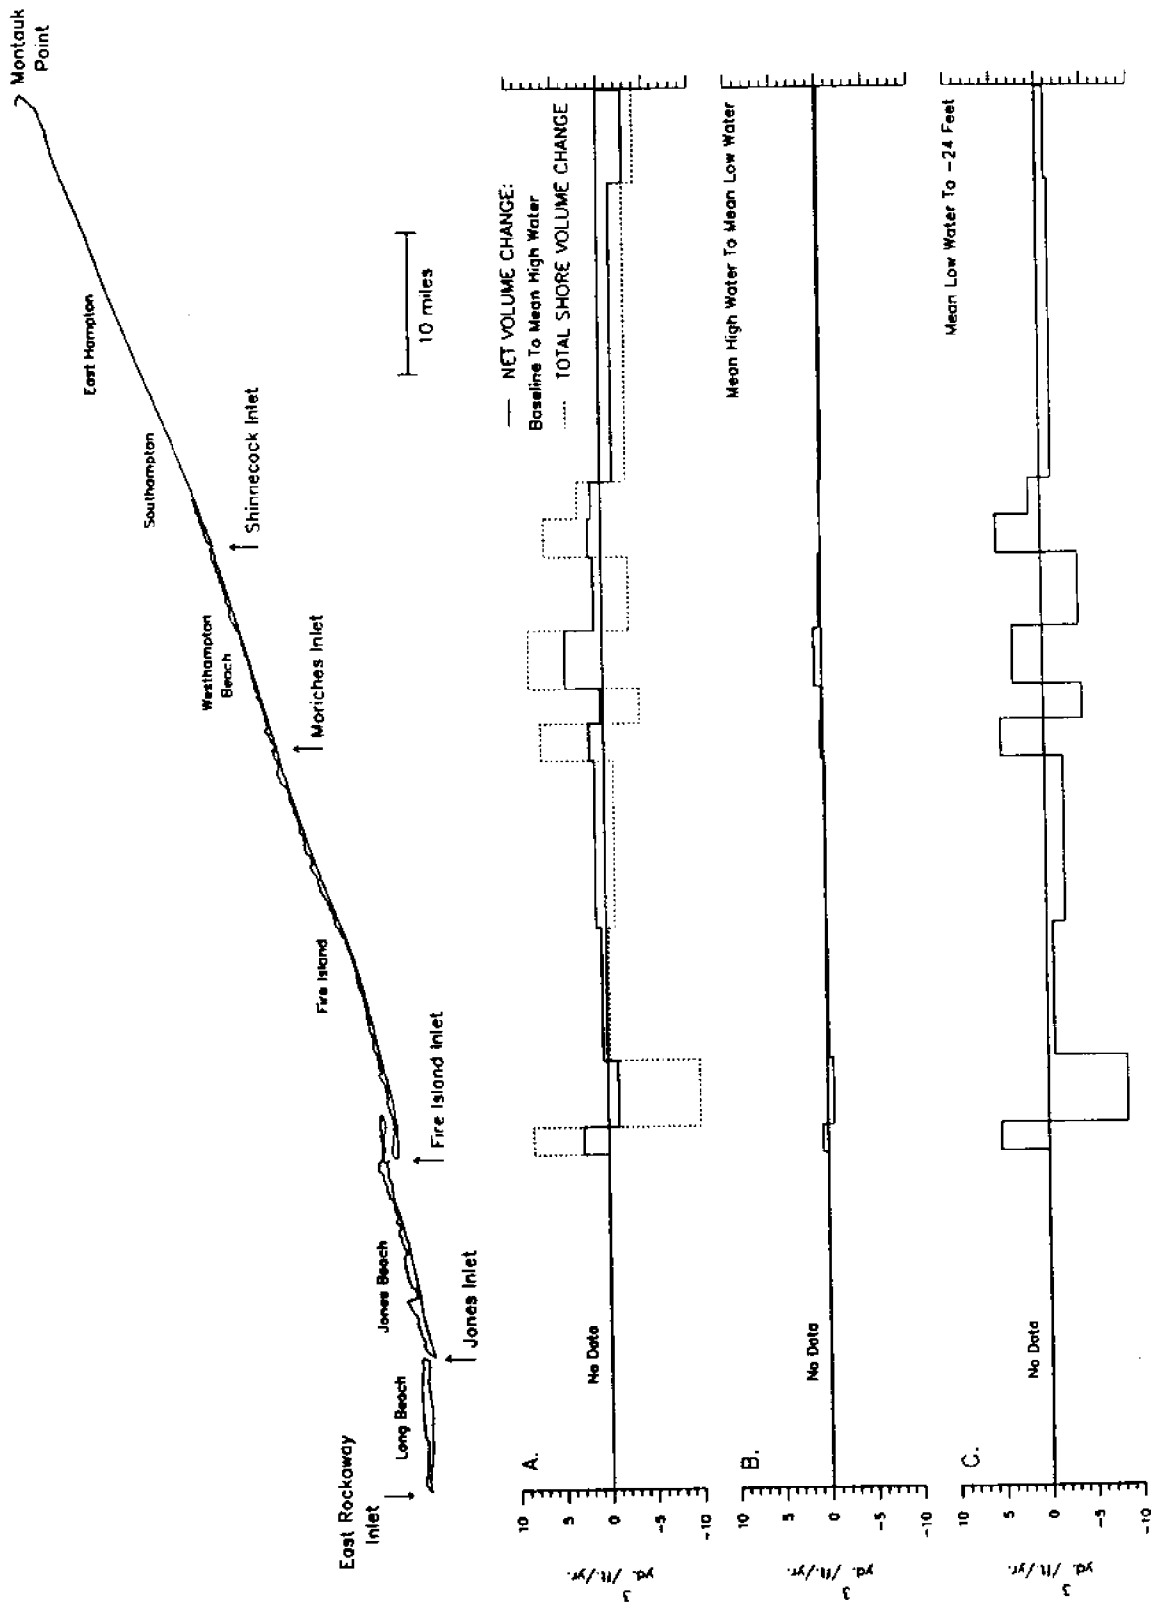 Montauk
Point
East Hampton
Southampton
Shinnecock Inlet
Westhampton
Beach
Moriches Inlet
Fire Island
Fire Island Inlet
Jones Beach
Jones Inlet
Long Beach
East Rockaway
Inlet
10 miles
A.
NET VOLUME CHANGE:
Baseline To Mean High Water
TOTAL SHORE VOLUME CHANGE
No Data
10
5
0
-5
-10
yd.3/ft./yr.
B.
Mean High Water To Mean Low Water
No Data
10
5
0
-5
-10
yd.3/ft./yr.
C.
Mean Low Water To -24 Feet
No Data
10
5
0
-5
-10
yd.3/ft./yr.